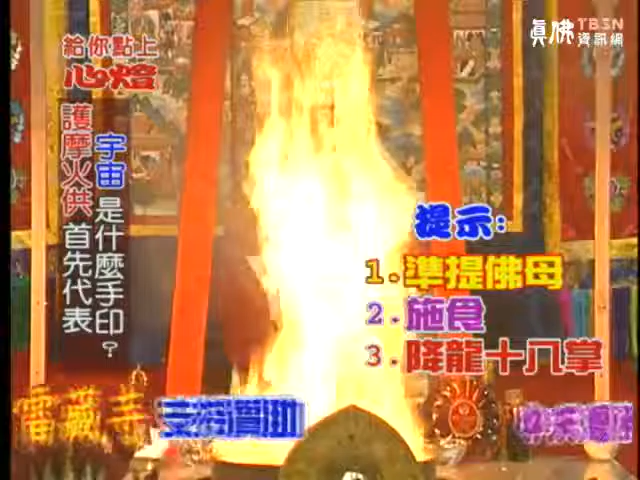 真佛資訊網
TBSN
給你點上
心燈
護摩火供首先代表
宇宙是什麼手印？
提示：
1.準提佛母
2.施食
3.降龍十八掌
雷藏寺